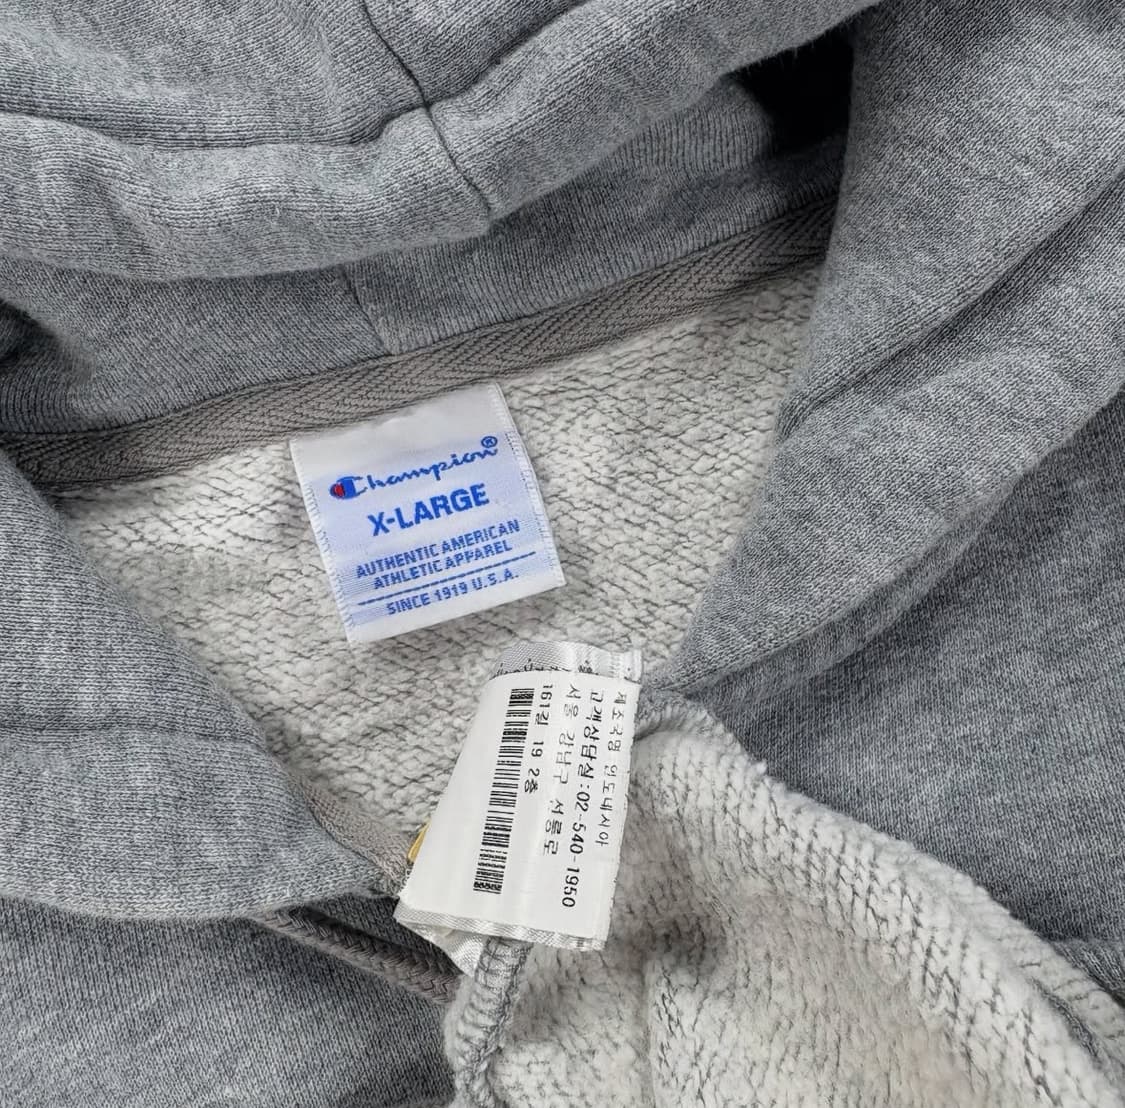 Champion®
X-LARGE
AUTHENTIC AMERICAN
ATHLETIC APPAREL
SINCE 1919 U.S.A.
제조국명 인도네시아
고객상담실:02-540-1950
서울 강남구 선릉로
161길 19 2층